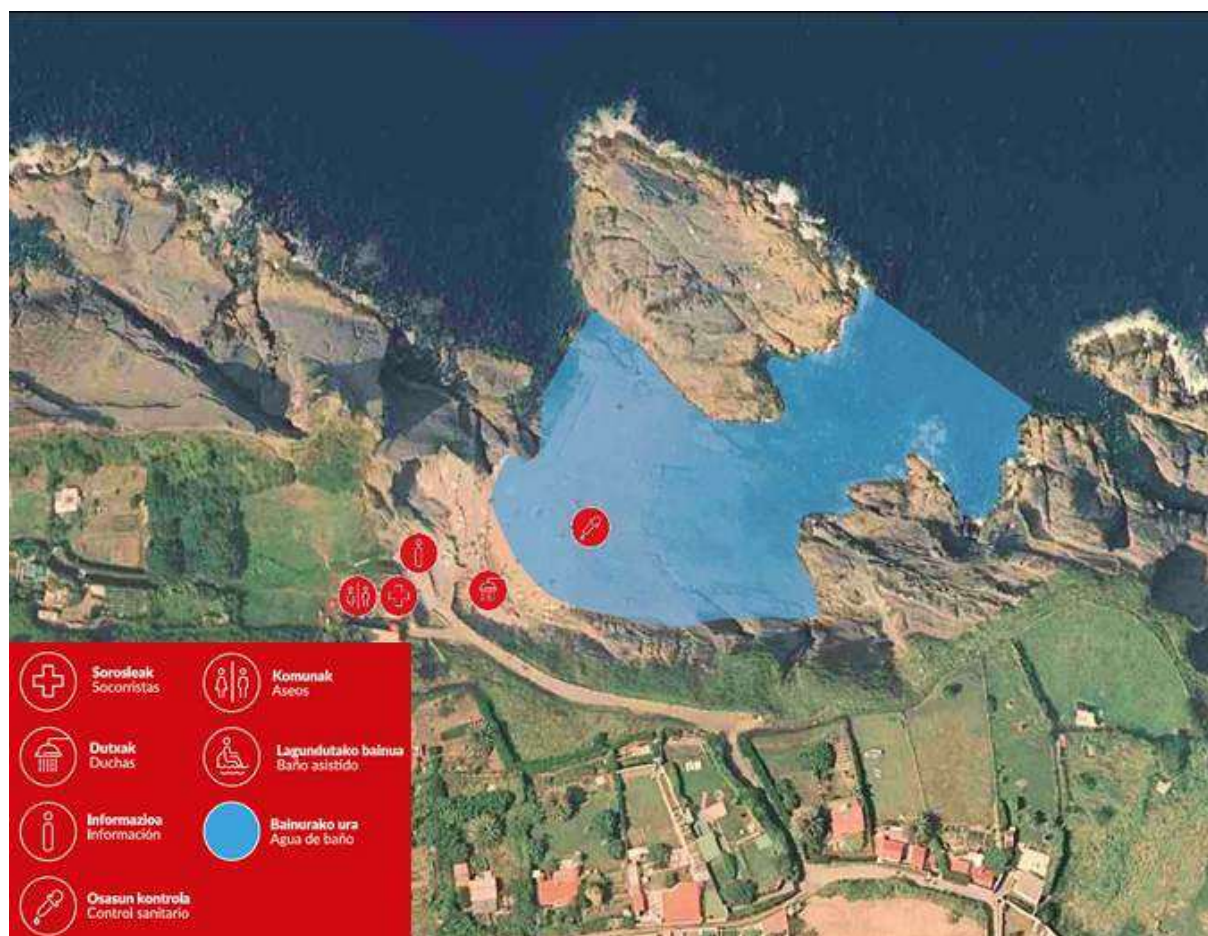 Sorosleak
Socorristas
Dutxak
Duchas
Informazioa
Información
Osasun kontrola
Control sanitario
Komunak
Aseos
Lagundutako bainua
Baño asistido
Bainurako ura
Agua de baño